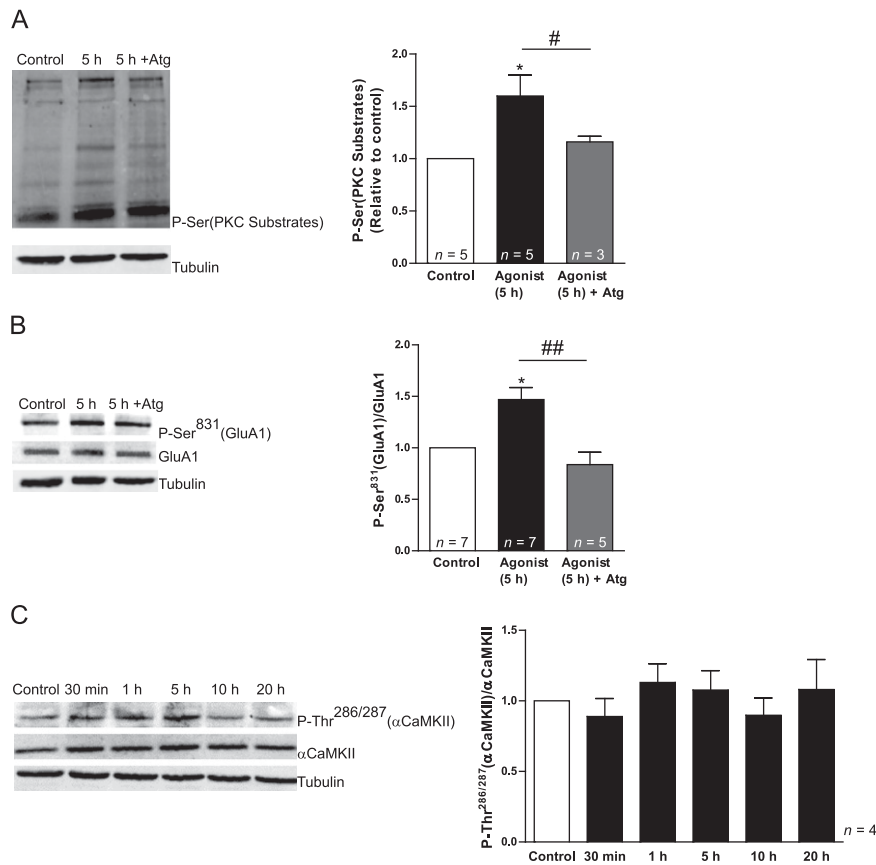 A
Control 5 h 5 h +Atg
P-Ser(PKC Substrates)
Tubulin
P-Ser(PKC Substrates)
(Relative to control)
2.0
1.5
1.0
0.5
0.0
#
*
n = 5 n = 5 n = 3
Control Agonist (5 h) Agonist (5 h) + Atg
B
Control 5 h 5 h +Atg
P-Ser831(GluA1)
GluA1
Tubulin
P-Ser831(GluA1)/GluA1
2.0
1.5
1.0
0.5
0.0
##
*
n = 7 n = 7 n = 5
Control Agonist (5 h) Agonist (5 h) + Atg
C
Control 30 min 1 h 5 h 10 h 20 h
P-Thr286/287(αCaMKII)
αCaMKII
Tubulin
P-Thr286/287(αCaMKII)/αCaMKII
1.5
1.0
0.5
0.0
n = 4
Control 30 min 1 h 5 h 10 h 20 h